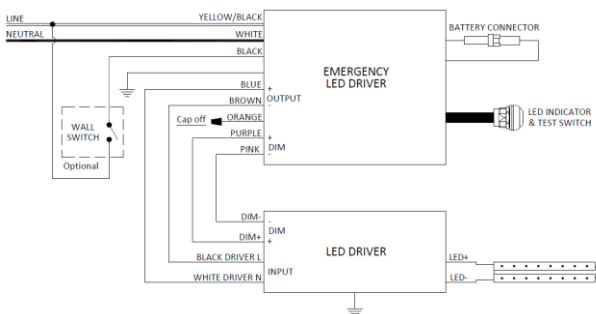 LINE
YELLOW/BLACK
NEUTRAL
WHITE
BLACK
BATTERY CONNECTOR
EMERGENCY
LED DRIVER
BLUE
+
OUTPUT
BROWN
-
Cap off
ORANGE
PURPLE
+
DIM
PINK
-
LED INDICATOR
& TEST SWITCH
WALL
SWITCH
Optional
DIM-
-
DIM
DIM+
+
LED DRIVER
BLACK DRIVER L
INPUT
WHITE DRIVER N
LED+
LED-